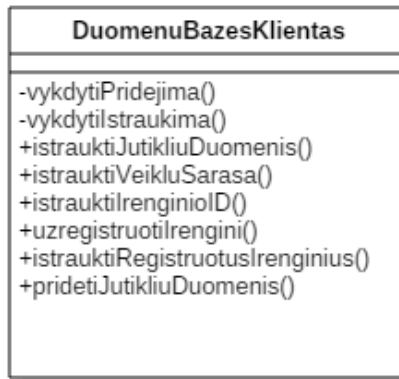 DuomenuBazesKlientas
-vykdytiPridejima()
-vykdytiIstraukima()
+istrauktiJutikliuDuomenis()
+istrauktiVeikluSarasa()
+istrauktiIrenginioID()
+uzregistruotiIrengini()
+istrauktiRegistruotusIrenginius()
+pridetiJutikliuDuomenis()